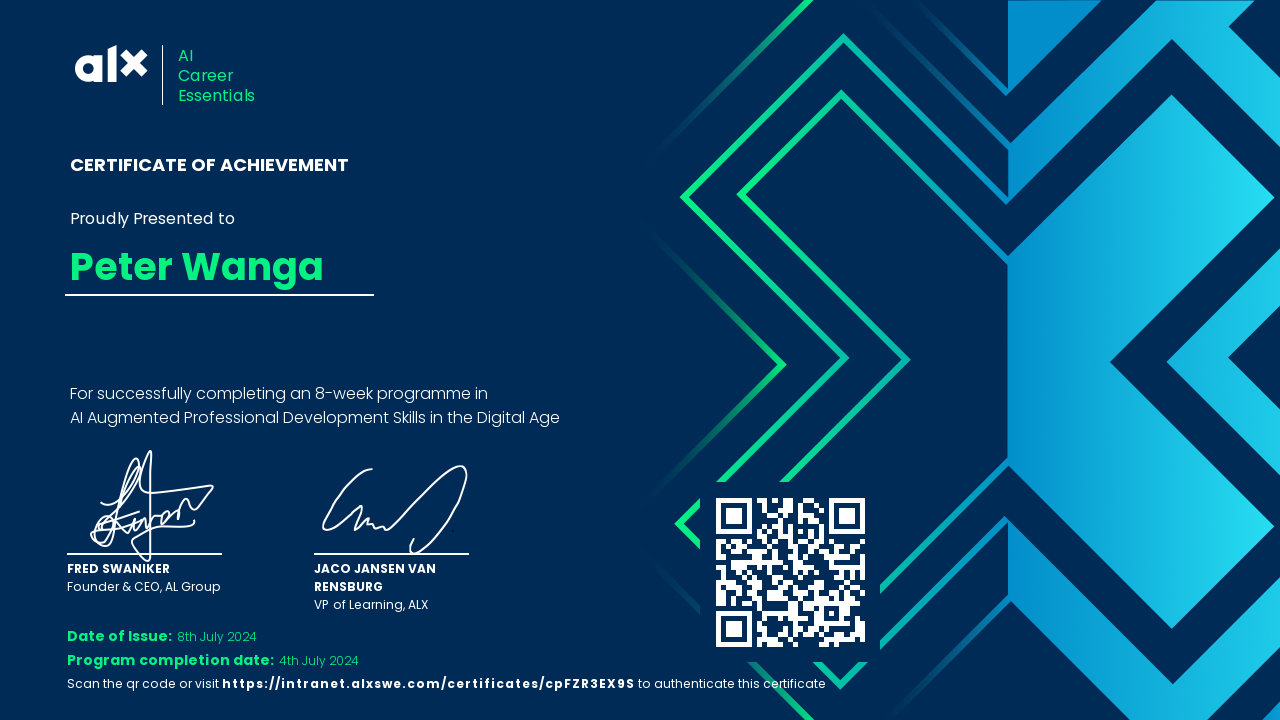 alx
AI
Career
Essentials
CERTIFICATE OF ACHIEVEMENT
Proudly Presented to
Peter Wanga
For successfully completing an 8-week programme in
AI Augmented Professional Development Skills in the Digital Age
FRED SWANIKER
Founder & CEO, AL Group
JACO JANSEN VAN
RENSBURG
VP of Learning, ALX
Date of Issue: 8th July 2024
Program completion date: 4th July 2024
Scan the qr code or visit https://intranet.alxswe.com/certificates/cpFZR3EX9S to authenticate this certificate